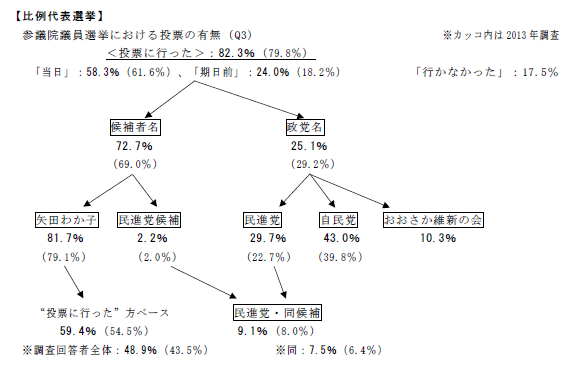 【比例代表選挙】
参議院議員選挙における投票の有無（Q3） ※カッコ内は2013年調査
＜投票に行った＞：82.3%（79.8%）
「当日」：58.3%（61.6%）、「期日前」：24.0%（18.2%） 「行かなかった」：17.5%
候補者名 政党名
72.7% 25.1%
（69.0%） （29.2%）
矢田わか子 民進党候補 民進党 自民党 おおさか維新の会
81.7% 2.2% 29.7% 43.0% 10.3%
（79.1%） （2.0%） （22.7%） （39.8%）
“投票に行った”方ベース 民進党・同候補
59.4%（54.5%） 9.1%（8.0%）
※調査回答者全体：48.9%（43.5%） ※同：7.5%（6.4%）